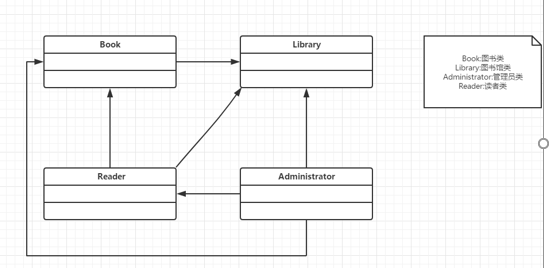 Book
Library
Book:图书类
Library:图书馆类
Administrator:管理员类
Reader:读者类
Reader
Administrator